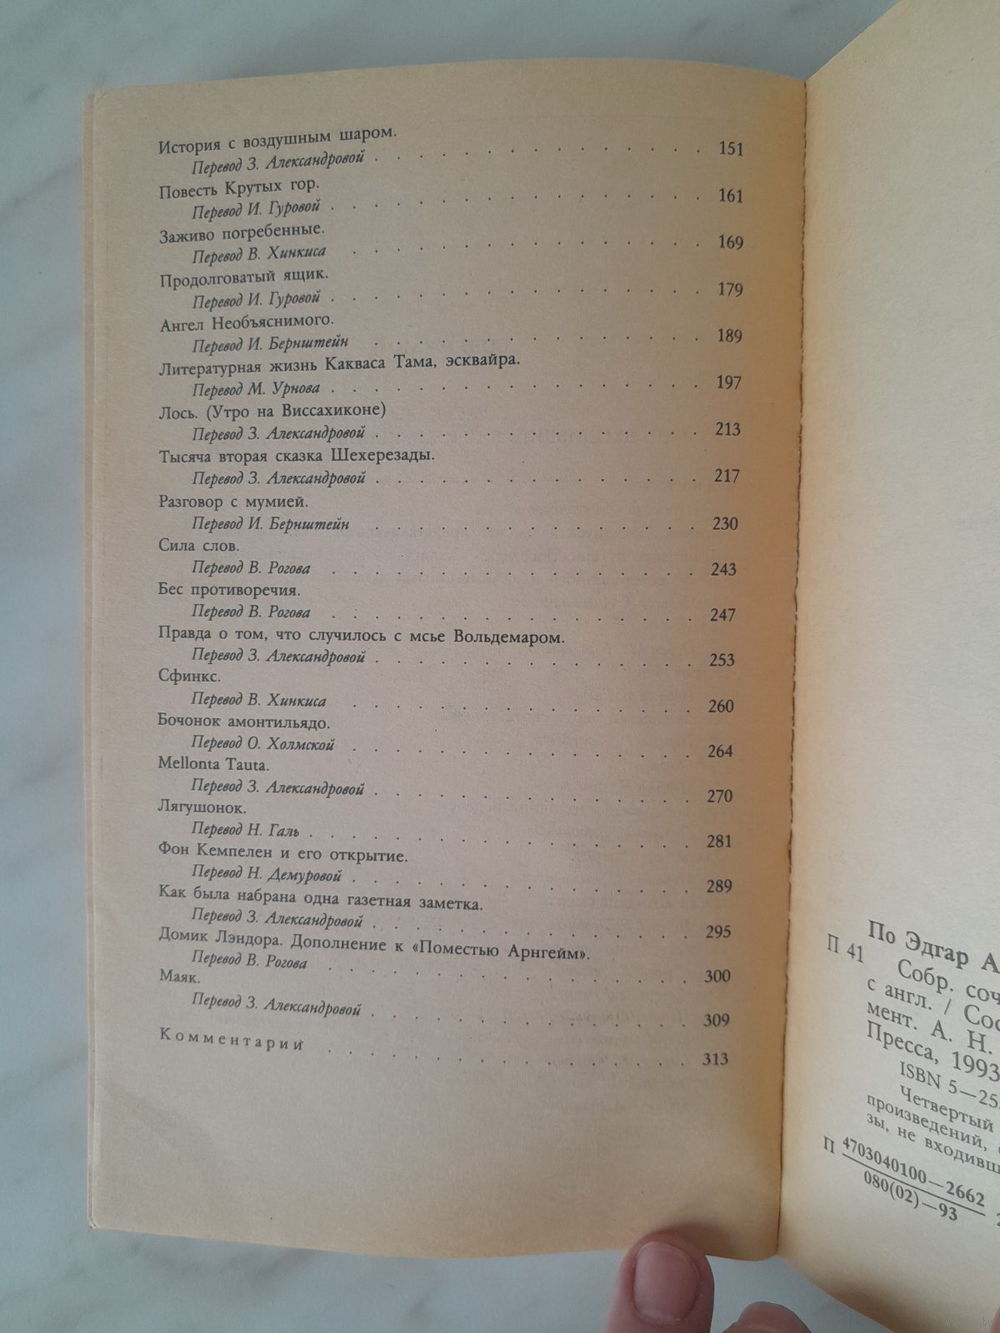 История с воздушным шаром.
Перевод З. Александровой . . . . . . . . . . . . 151
Повесть Крутых гор.
Перевод И. Гуровой . . . . . . . . . . . . . . 161
Заживо погребенные.
Перевод В. Хинкиса . . . . . . . . . . . . . 169
Продолговатый ящик.
Перевод И. Гуровой . . . . . . . . . . . . . . 179
Ангел Необъяснимого.
Перевод И. Бернштейн . . . . . . . . . . . . 189
Литературная жизнь Какваса Тама, эсквайра.
Перевод М. Урнова . . . . . . . . . . . . . . 197
Лось. (Утро на Виссахиконе)
Перевод З. Александровой . . . . . . . . . . . . 213
Тысяча вторая сказка Шехерезады.
Перевод З. Александровой . . . . . . . . . . . . 217
Разговор с мумией.
Перевод И. Бернштейн . . . . . . . . . . . . 230
Сила слов.
Перевод В. Рогова . . . . . . . . . . . . . . 243
Бес противоречия.
Перевод В. Рогова . . . . . . . . . . . . . . 247
Правда о том, что случилось с мсье Вольдемаром.
Перевод З. Александровой . . . . . . . . . . . . 253
Сфинкс.
Перевод В. Хинкиса . . . . . . . . . . . . . 260
Бочонок амонтильядо.
Перевод О. Холмской . . . . . . . . . . . . . 264
Mellonta Tauta.
Перевод З. Александровой . . . . . . . . . . . . 270
Лягушонок.
Перевод Н. Галь . . . . . . . . . . . . . . . 281
Фон Кемпелен и его открытие.
Перевод Н. Демуровой . . . . . . . . . . . . . 289
Как была набрана одна газетная заметка.
Перевод З. Александровой . . . . . . . . . . . . 295
Домик Лэндора. Дополнение к «Поместью Арнгейм».
Перевод В. Рогова . . . . . . . . . . . . . . 300
Маяк.
Перевод З. Александровой . . . . . . . . . . . . 309
Комментарии . . . . . . . . . . . . . . 313
По Эдгар А
П 41
Собр. соч
с англ. / Сос
мент. А. Н.
Пресса, 1993
ISBN 5—25
Четвертый
произведений,
зы, не входивш
П 4703040100—2662
080(02)—93